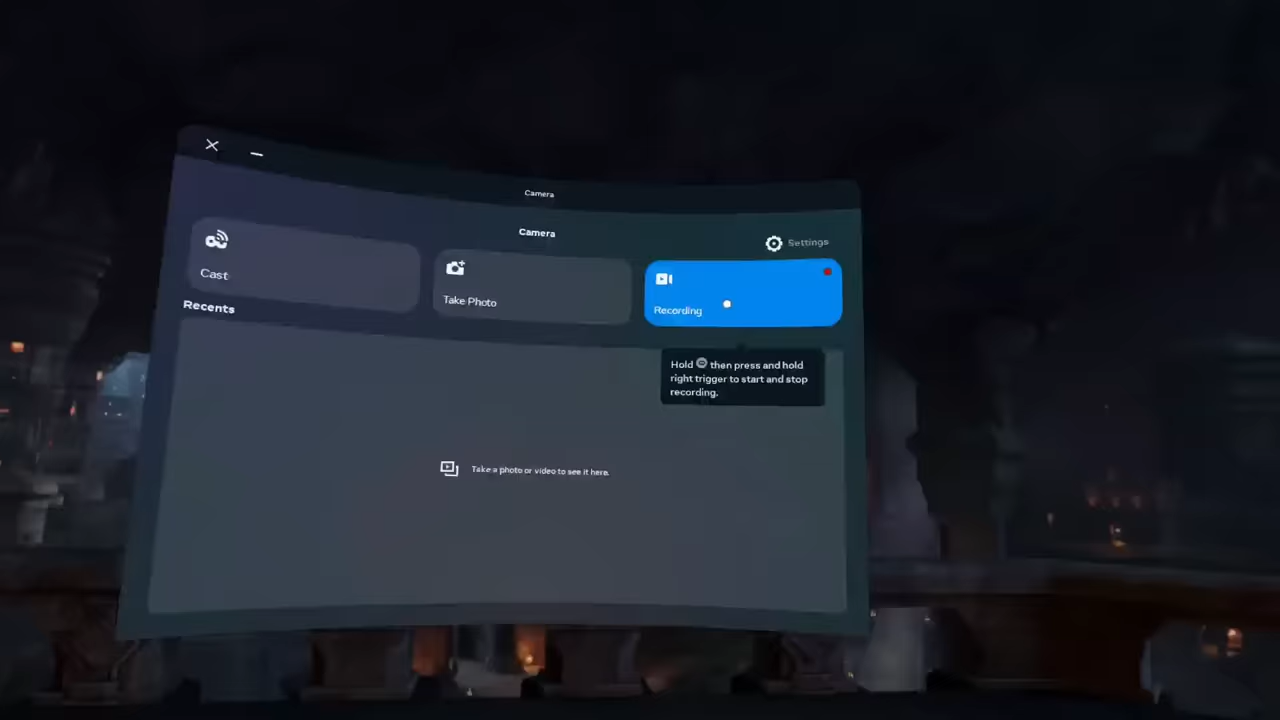 Camera
Camera
Settings
Cast
Take Photo
Recording
Recents
Hold then press and hold
right trigger to start and stop
recording.
Take a photo or video to see it here.